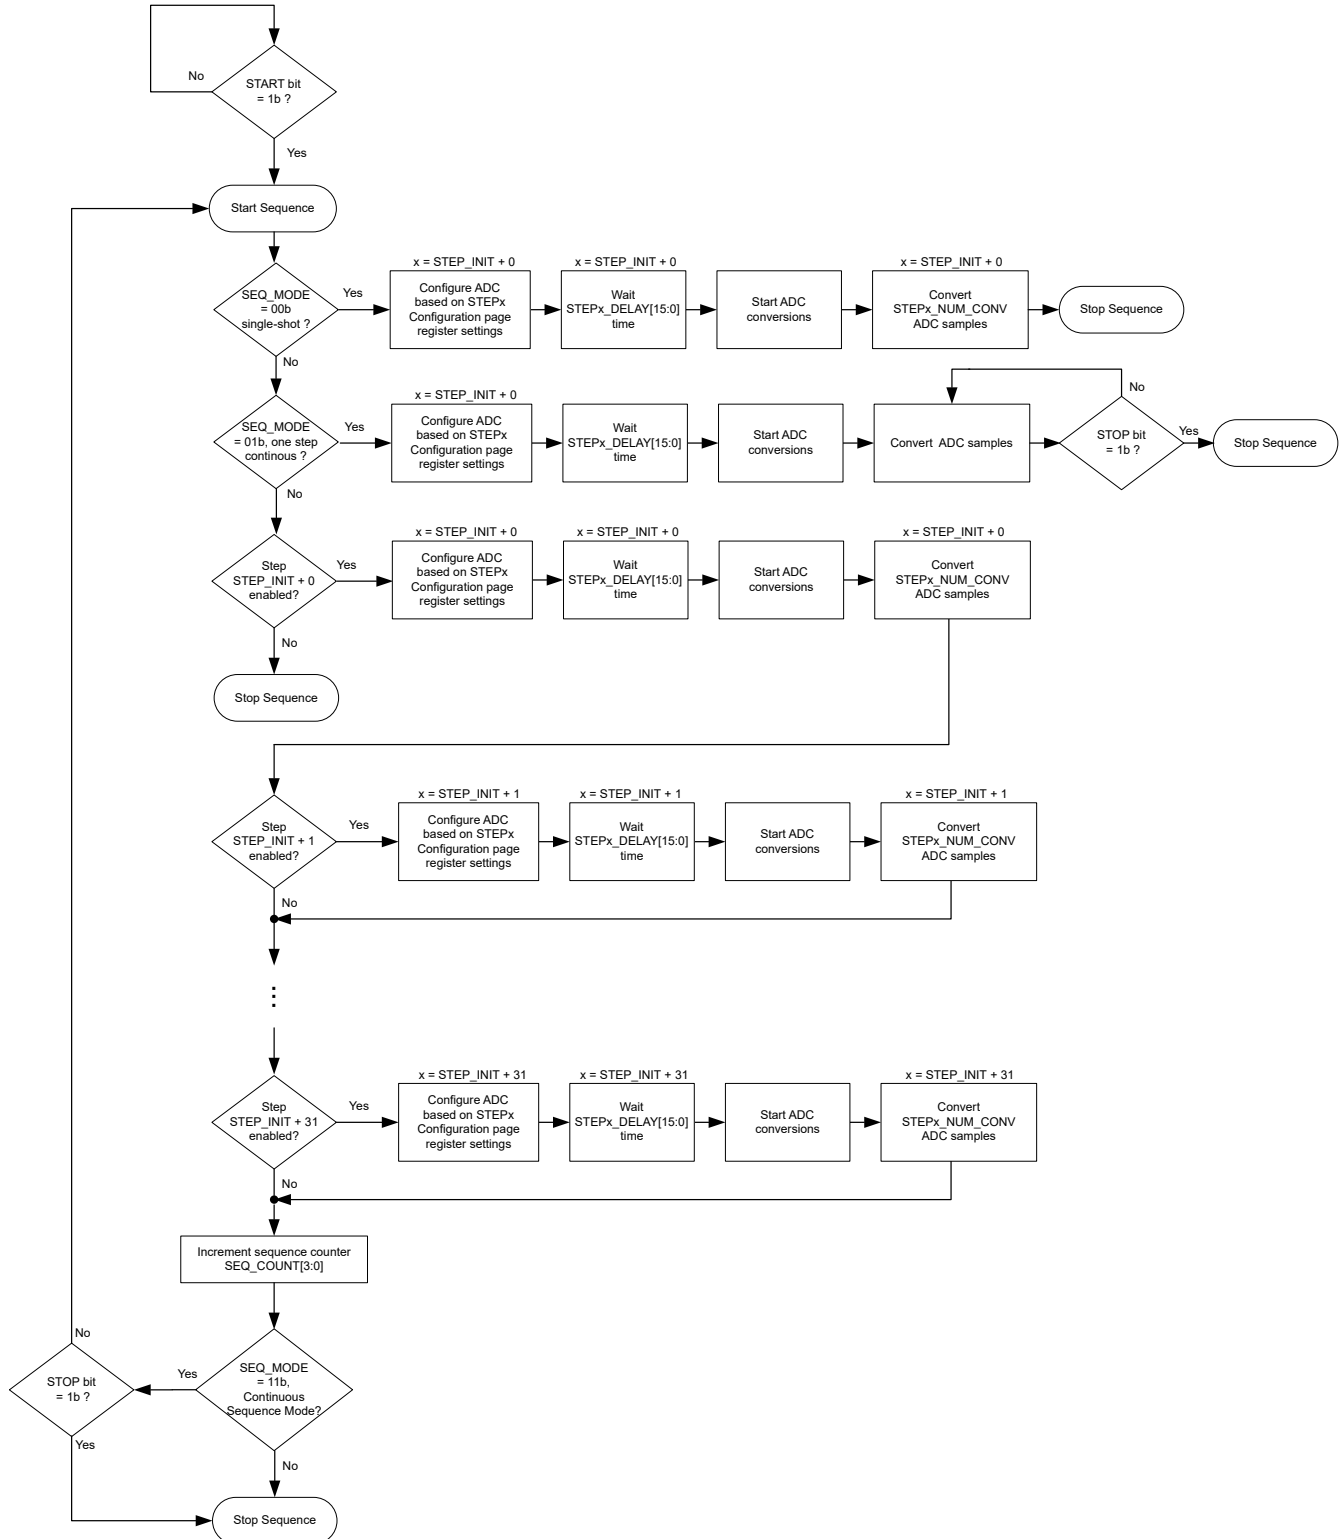 No
START bit
= 1b ?
Yes
Start Sequence
SEQ_MODE
= 00b
single-shot ?
Yes
x = STEP_INIT + 0
Configure ADC
based on STEPx
Configuration page
register settings
x = STEP_INIT + 0
Wait
STEPx_DELAY[15:0]
time
Start ADC
conversions
x = STEP_INIT + 0
Convert
STEPx_NUM_CONV
ADC samples
Stop Sequence
No
SEQ_MODE
= 01b, one step
continous ?
Yes
x = STEP_INIT + 0
Configure ADC
based on STEPx
Configuration page
register settings
Wait
STEPx_DELAY[15:0]
time
Start ADC
conversions
Convert ADC samples
No
STOP bit
= 1b ?
Yes
Stop Sequence
No
Step
STEP_INIT + 0
enabled?
Yes
x = STEP_INIT + 0
Configure ADC
based on STEPx
Configuration page
register settings
x = STEP_INIT + 0
Wait
STEPx_DELAY[15:0]
time
Start ADC
conversions
x = STEP_INIT + 0
Convert
STEPx_NUM_CONV
ADC samples
No
Stop Sequence
Step
STEP_INIT + 1
enabled?
Yes
x = STEP_INIT + 1
Configure ADC
based on STEPx
Configuration page
register settings
x = STEP_INIT + 1
Wait
STEPx_DELAY[15:0]
time
Start ADC
conversions
x = STEP_INIT + 1
Convert
STEPx_NUM_CONV
ADC samples
No
Step
STEP_INIT + 31
enabled?
Yes
x = STEP_INIT + 31
Configure ADC
based on STEPx
Configuration page
register settings
x = STEP_INIT + 31
Wait
STEPx_DELAY[15:0]
time
Start ADC
conversions
x = STEP_INIT + 31
Convert
STEPx_NUM_CONV
ADC samples
No
Increment sequence counter
SEQ_COUNT[3:0]
SEQ_MODE
= 11b,
Continuous
Sequence Mode?
Yes
No
STOP bit
= 1b ?
Yes
No
Stop Sequence